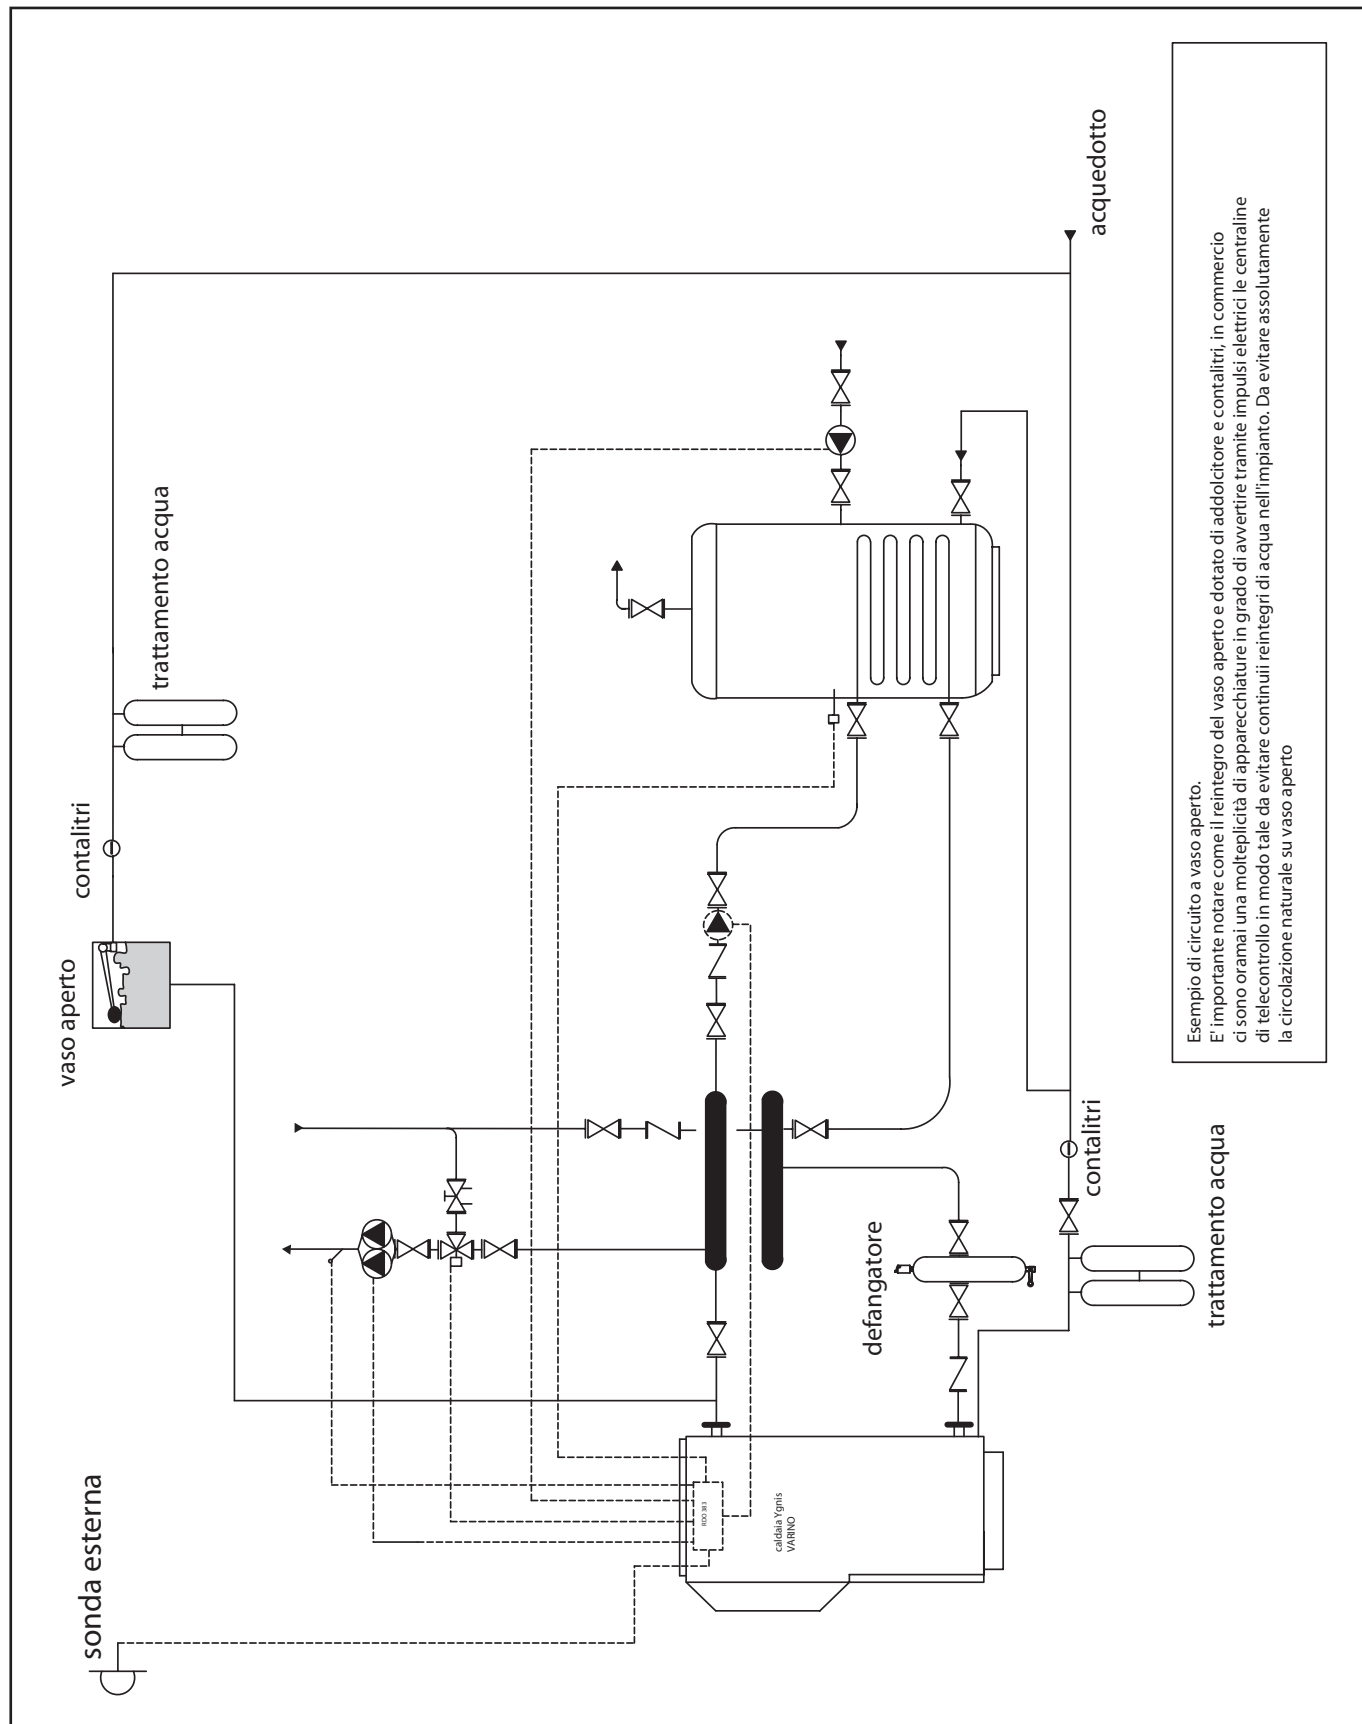 sonda esterna
vaso aperto
contalitri
trattamento acqua
RDO 383
caldaia Ygnis
VARINO
defangatore
contalitri
trattamento acqua
acquedotto
Esempio di circuito a vaso aperto.
E' importante notare come il reintegro del vaso aperto e dotato di addolcitore e contalitri, in commercio
ci sono oramai una molteplicità di apparecchiature in grado di avvertire tramite impulsi elettrici le centraline
di telecontrollo in modo tale da evitare continuii reintegri di acqua nell'impianto. Da evitare assolutamente
la circolazione naturale su vaso aperto